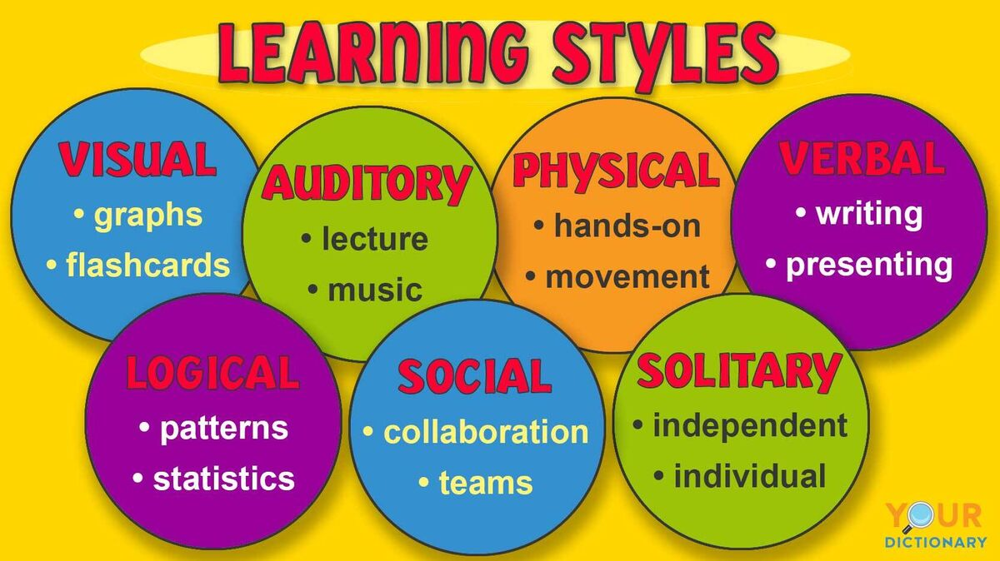 LEARNING STYLES
VISUAL
• graphs
• flashcards
AUDITORY
• lecture
• music
PHYSICAL
• hands-on
• movement
VERBAL
• writing
• presenting
LOGICAL
• patterns
• statistics
SOCIAL
• collaboration
• teams
SOLITARY
• independent
• individual
YOUR
DICTIONARY